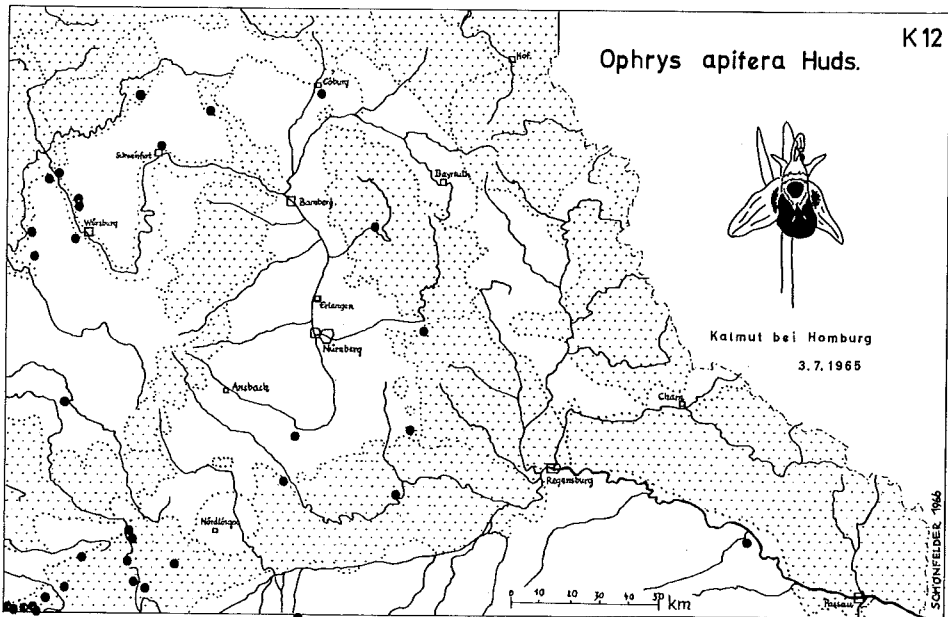 K12
Ophrys apifera Huds.
Hof
Coburg
Schweinfurt
Bayreuth
Bamberg
Würzburg
Erlangen
Nürnberg
Kalmut bei Homburg
3.7.1965
Ansbach
Cham
Regensburg
Nördlingen
0 10 20 30 40 50 km
Passau
SCHÖNFELDER 1966